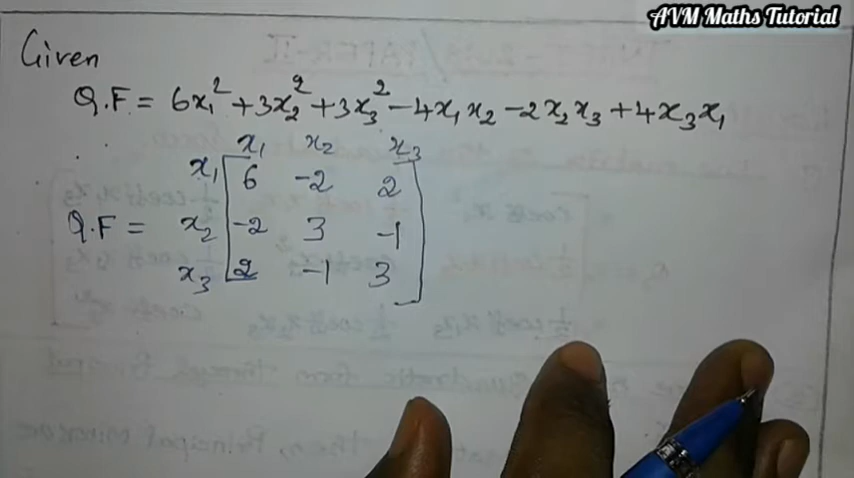 AVM Maths Tutorial
Given
Q.F = 6x₁² + 3x₂² + 3x₃² - 4x₁x₂ - 2x₂x₃ + 4x₃x₁
x₁ x₂ x₃
x₁ 6 -2 2
Q.F = x₂ -2 3 -1
x₃ 2 -1 3